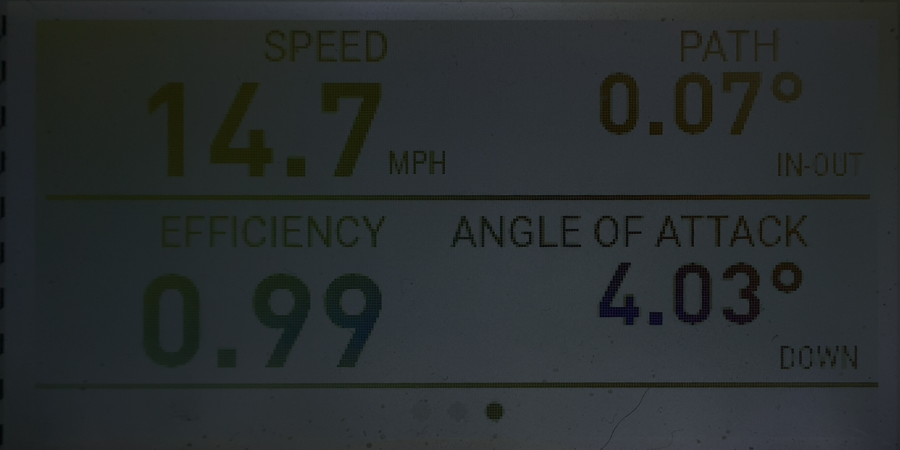 SPEED
14.7 MPH
PATH
0.07°
IN-OUT
EFFICIENCY
0.99
ANGLE OF ATTACK
4.03°
DOWN